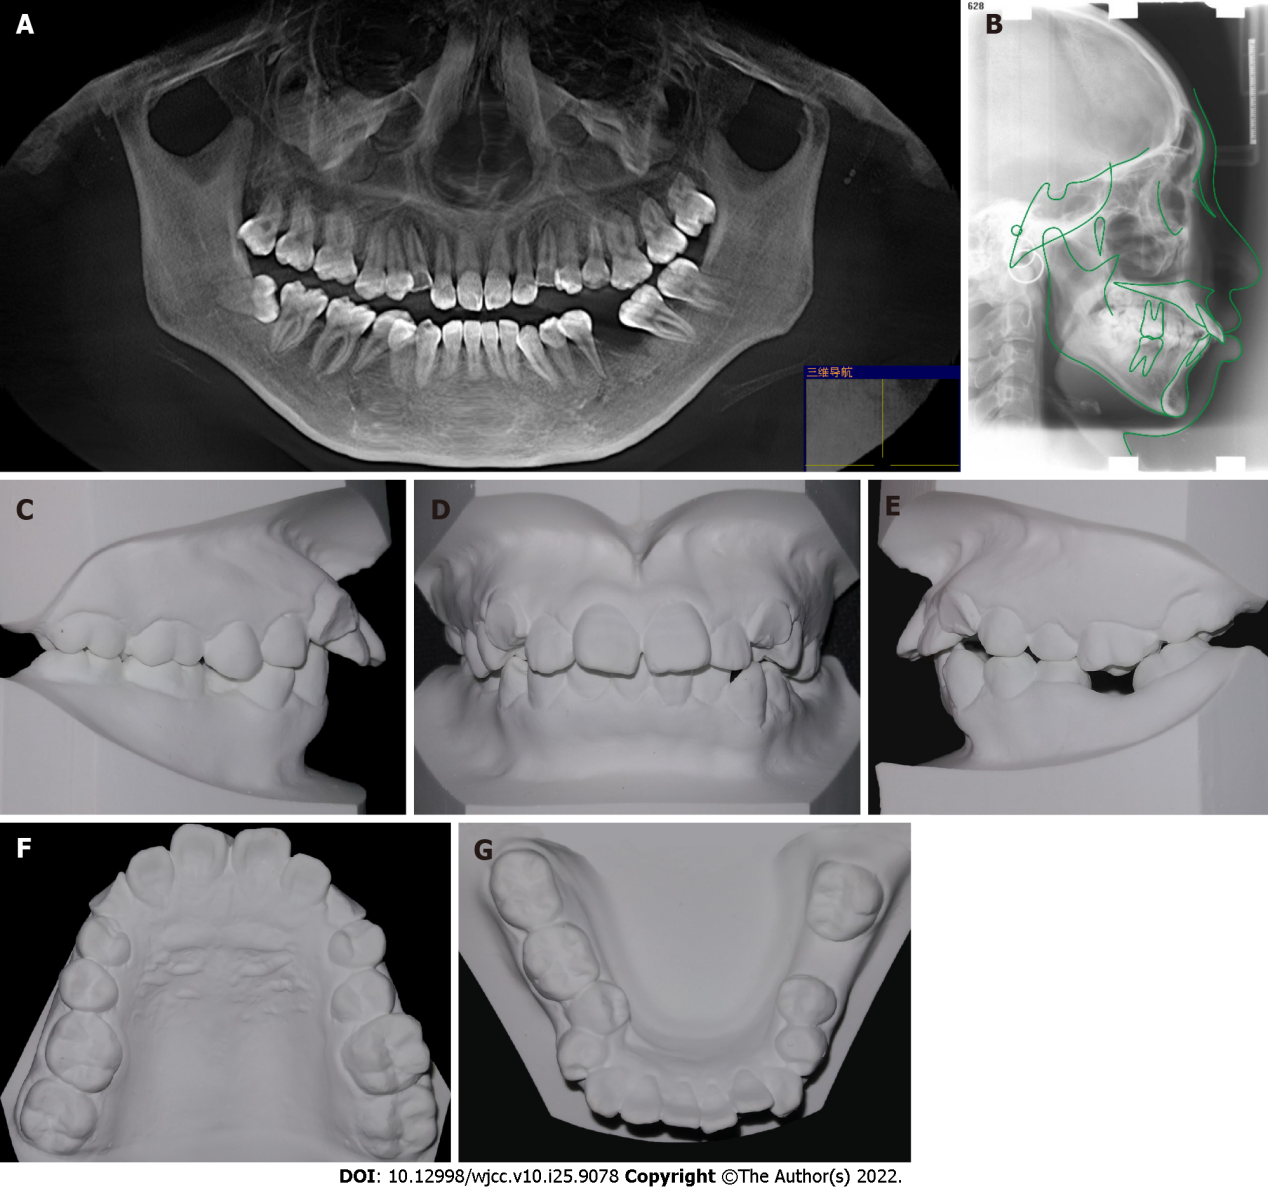 A
628
B
三维导航
C
D
E
F
G
DOI: 10.12998/wjcc.v10.i25.9078 Copyright ©The Author(s) 2022.